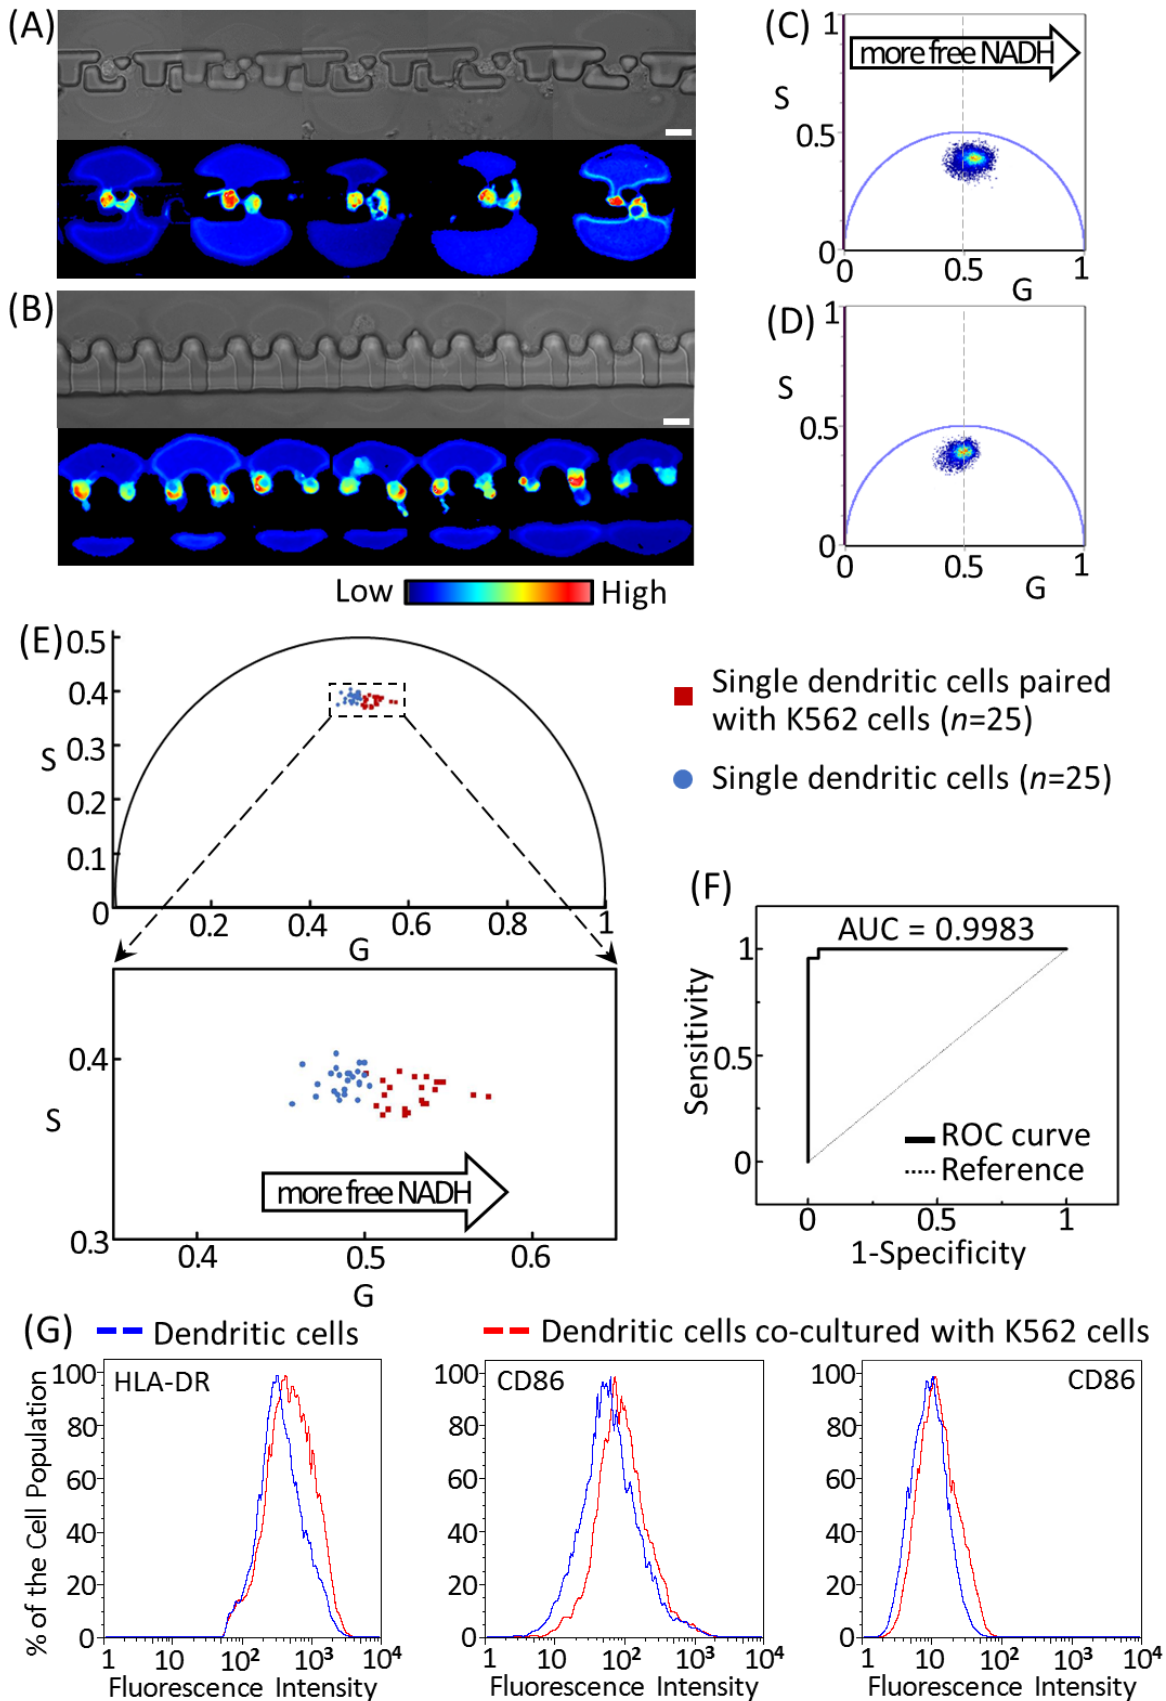 (A)
(B)
Low High
(C)
1
more free NADH
S
0.5
0
0 0.5 1
G
(D)
1
S
0.5
0
0 0.5 1
G
(E)
0.5
0.4
0.3
S
0.2
0.1
0
0.2 0.4 0.6 0.8 1
G
0.4
S
more free NADH
0.3
0.4 0.5 0.6
G
Single dendritic cells paired
with K562 cells (n=25)
Single dendritic cells (n=25)
(F)
AUC = 0.9983
1
Sensitivity
0.5
0
ROC curve
Reference
0 0.5 1
1-Specificity
(G)
Dendritic cells
Dendritic cells co-cultured with K562 cells
% of the Cell Population
100
80
60
40
20
0
HLA-DR
1 10 10² 10³ 10⁴
Fluorescence Intensity
100
80
60
40
20
0
CD86
1 10 10² 10³ 10⁴
Fluorescence Intensity
100
80
60
40
20
0
CD86
1 10 10² 10³ 10⁴
Fluorescence Intensity